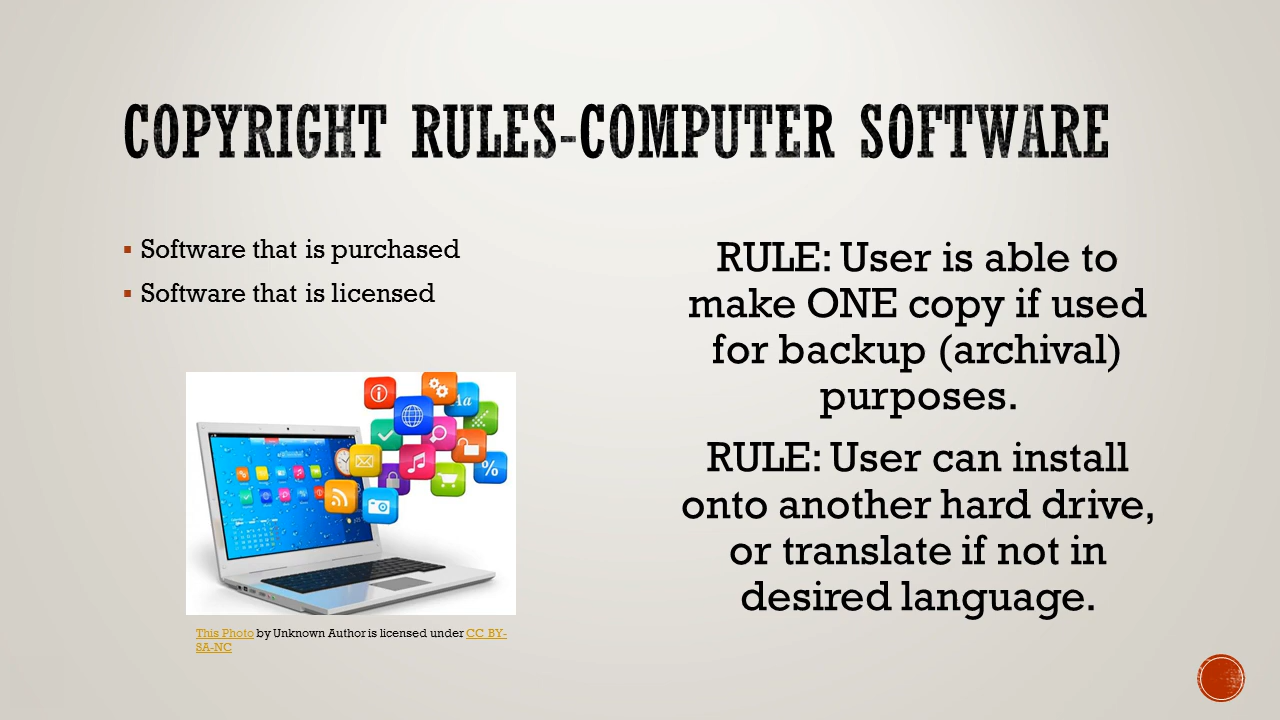 COPYRIGHT RULES-COMPUTER SOFTWARE
▪ Software that is purchased
▪ Software that is licensed
RULE: User is able to
make ONE copy if used
for backup (archival)
purposes.
RULE: User can install
onto another hard drive,
or translate if not in
desired language.
Aa
%
This Photo by Unknown Author is licensed under CC BY-
SA-NC